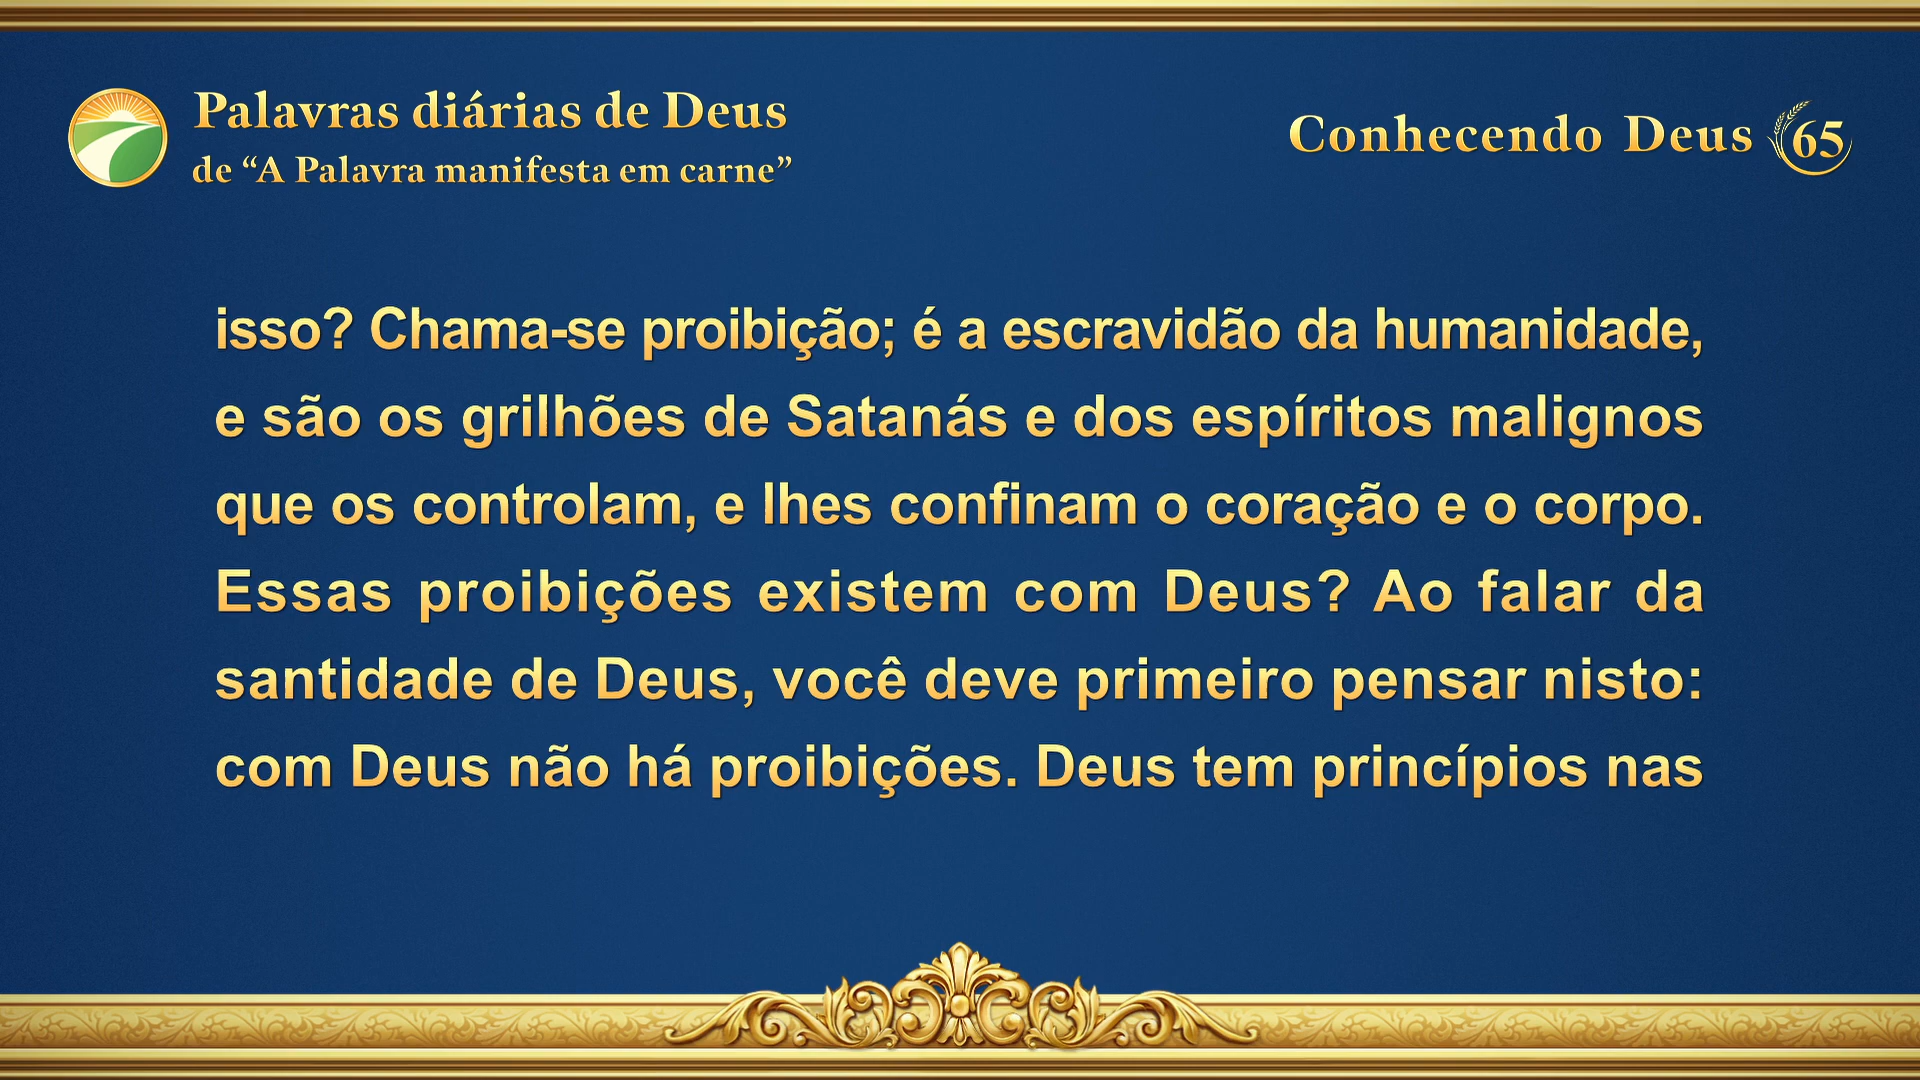 Palavras diárias de Deus
de “A Palavra manifesta em carne”
Conhecendo Deus 65
isso? Chama-se proibição; é a escravidão da humanidade,
e são os grilhões de Satanás e dos espíritos malignos
que os controlam, e lhes confinam o coração e o corpo.
Essas proibições existem com Deus? Ao falar da
santidade de Deus, você deve primeiro pensar nisto:
com Deus não há proibições. Deus tem princípios nas